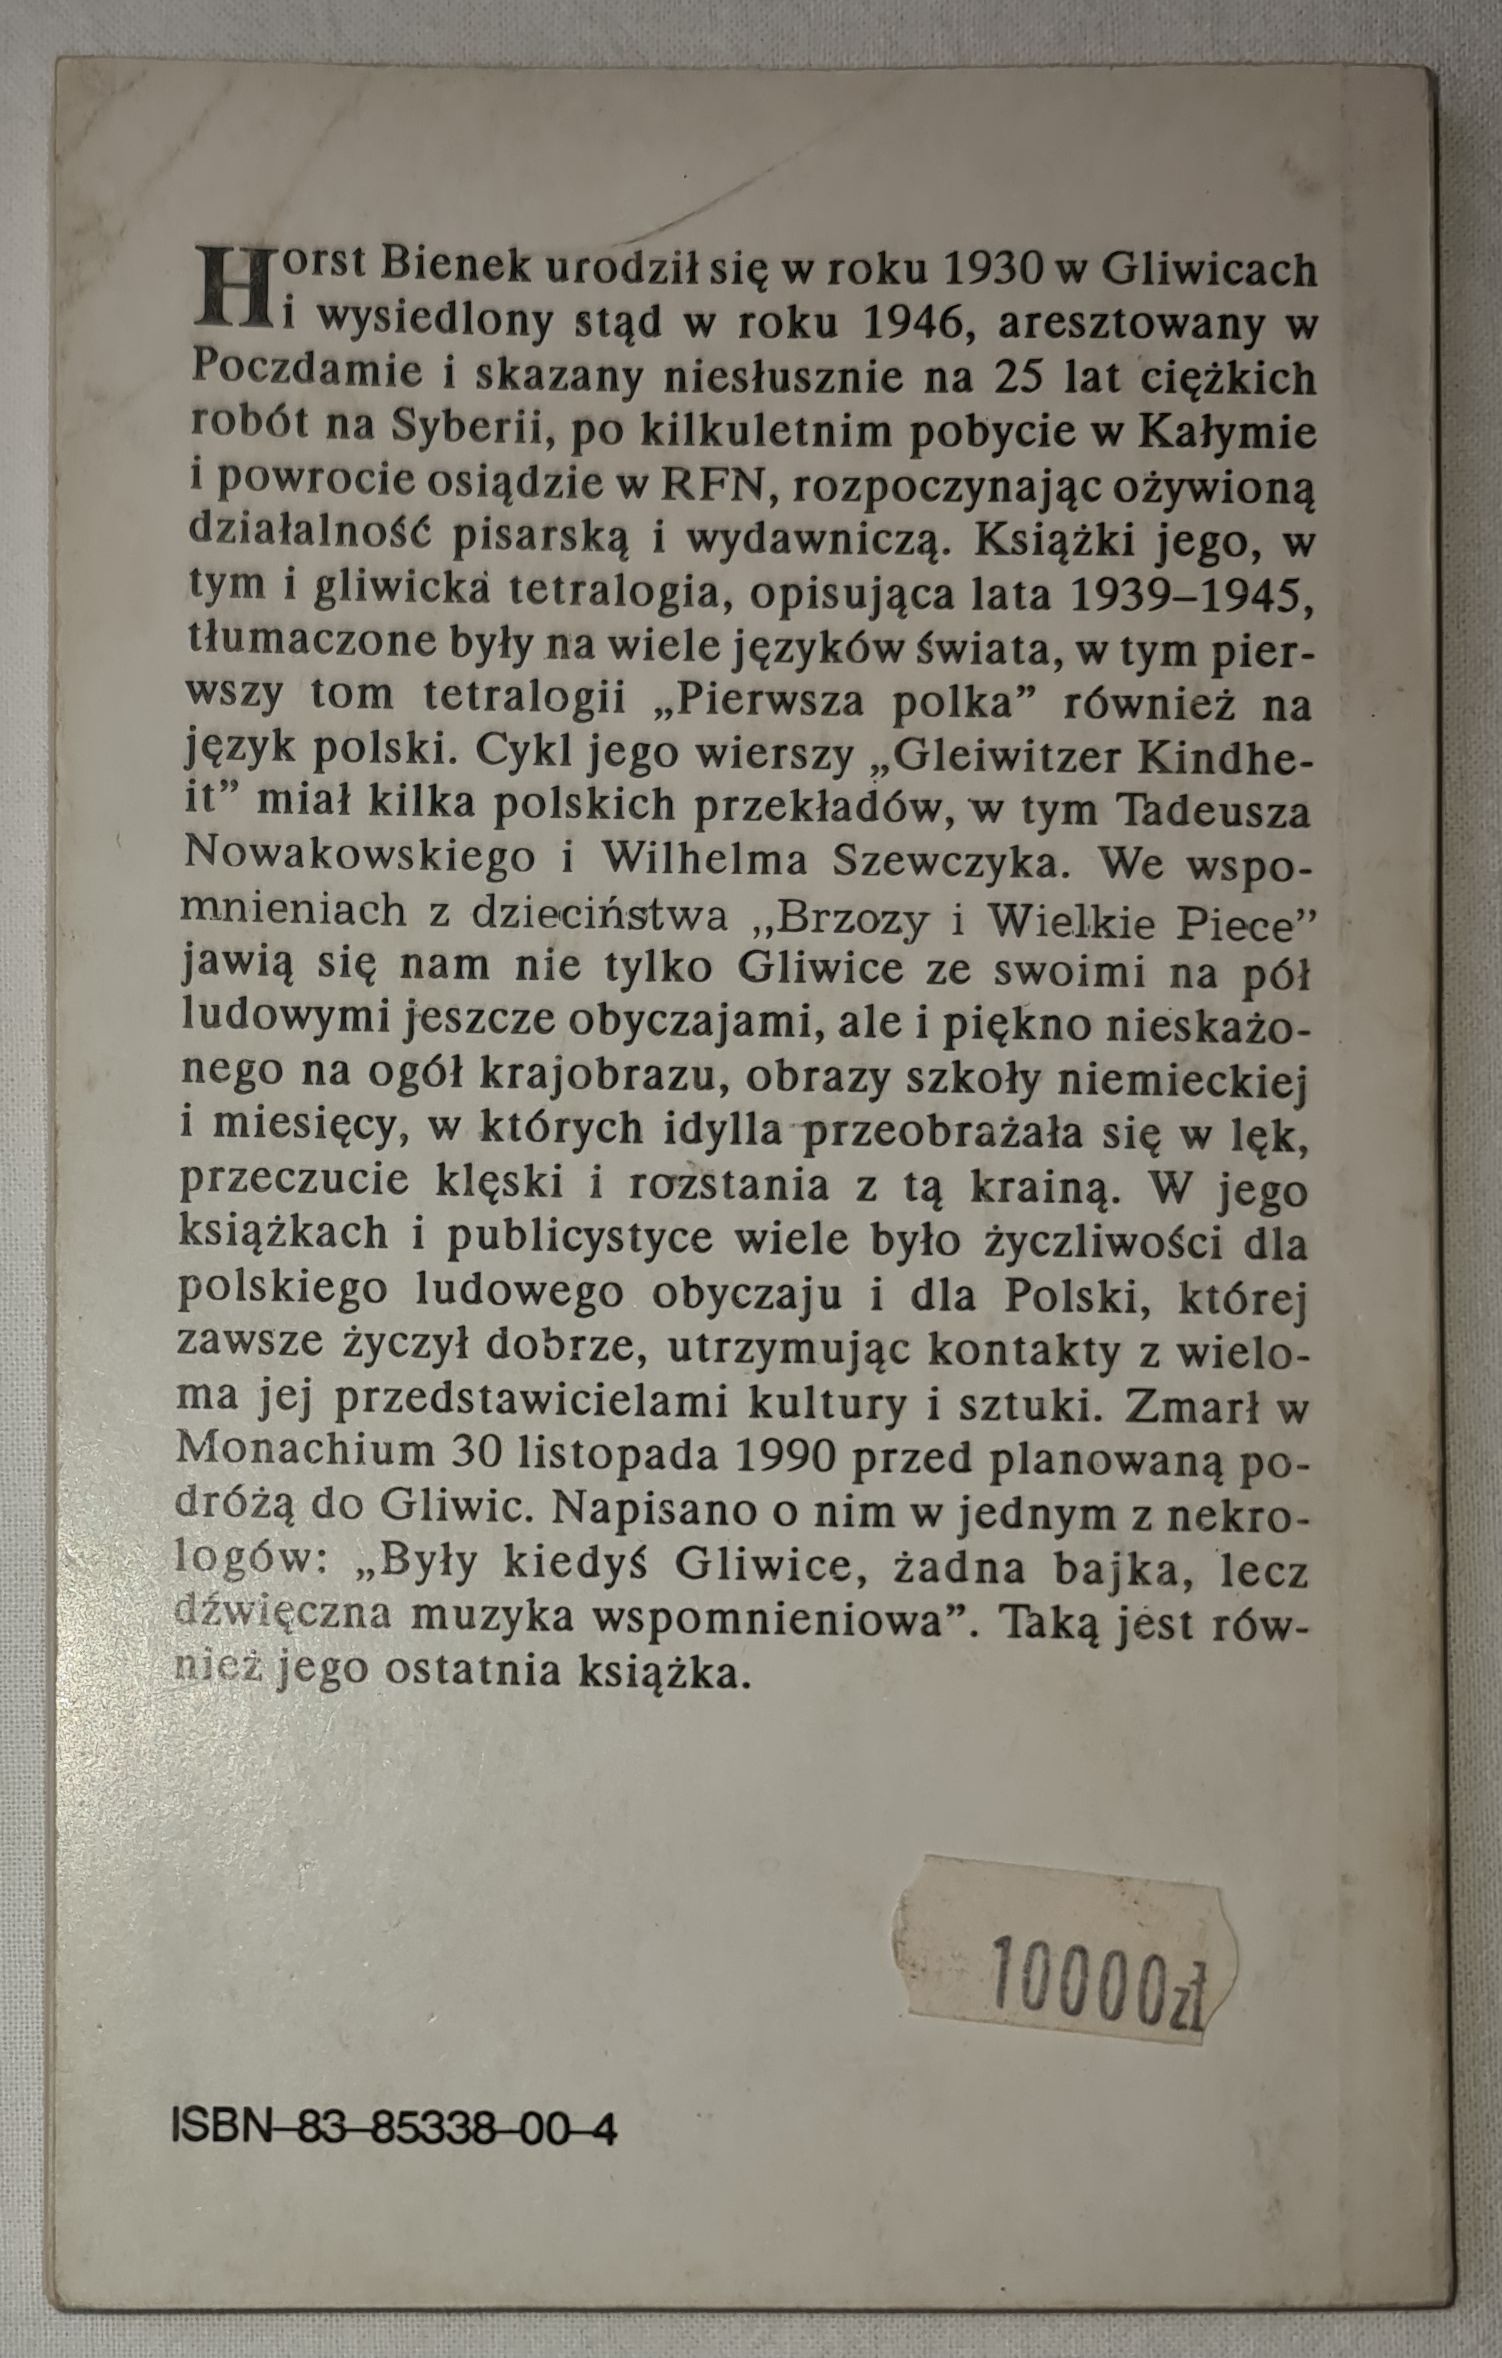 Horst Bienek urodził się w roku 1930 w Gliwicach
i wysiedlony stąd w roku 1946, aresztowany w
Poczdamie i skazany niesłusznie na 25 lat ciężkich
robót na Syberii, po kilkuletnim pobycie w Kałymie
i powrocie osiądzie w RFN, rozpoczynając ożywioną
działalność pisarską i wydawniczą. Książki jego, w
tym i gliwicka tetralogia, opisująca lata 1939–1945,
tłumaczone były na wiele języków świata, w tym pier-
wszy tom tetralogii „Pierwsza polka” również na
język polski. Cykl jego wierszy „Gleiwitzer Kindhe-
it” miał kilka polskich przekładów, w tym Tadeusza
Nowakowskiego i Wilhelma Szewczyka. We wspo-
mnieniach z dzieciństwa „Brzozy i Wielkie Piece”
jawią się nam nie tylko Gliwice ze swoimi na pół
ludowymi jeszcze obyczajami, ale i piękno nieskażo-
nego na ogół krajobrazu, obrazy szkoły niemieckiej
i miesięcy, w których idylla przeobrażała się w lęk,
przeczucie klęski i rozstania z tą krainą. W jego
książkach i publicystyce wiele było życzliwości dla
polskiego ludowego obyczaju i dla Polski, której
zawsze życzył dobrze, utrzymując kontakty z wielo-
ma jej przedstawicielami kultury i sztuki. Zmarł w
Monachium 30 listopada 1990 przed planowaną po-
dróżą do Gliwic. Napisano o nim w jednym z nekro-
logów: „Były kiedyś Gliwice, żadna bajka, lecz
dźwięczna muzyka wspomnieniowa”. Taką jest rów-
nież jego ostatnia książka.
10000zł
ISBN–83–85338–00–4